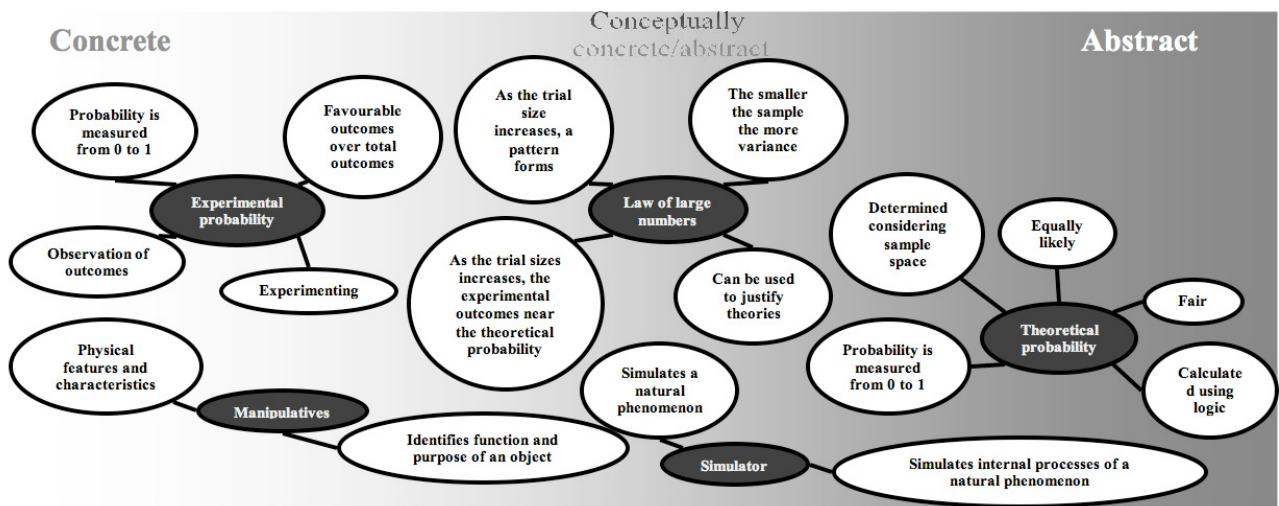 Concrete
Conceptually
concrete/abstract
Abstract
Probability is
measured
from 0 to 1
Favourable
outcomes
over total
outcomes
Experimental
probability
Observation of
outcomes
Experimenting
As the trial
size
increases, a
pattern
forms
The smaller
the sample
the more
variance
Law of large
numbers
As the trial sizes
increases, the
experimental
outcomes near
the theoretical
probability
Can be used
to justify
theories
Determined
considering
sample
space
Equally
likely
Fair
Theoretical
probability
Probability is
measured
from 0 to 1
Calculate
d using
logic
Physical
features and
characteristics
Manipulatives
Identifies function and
purpose of an object
Simulates a
natural
phenomenon
Simulator
Simulates internal processes of a
natural phenomenon